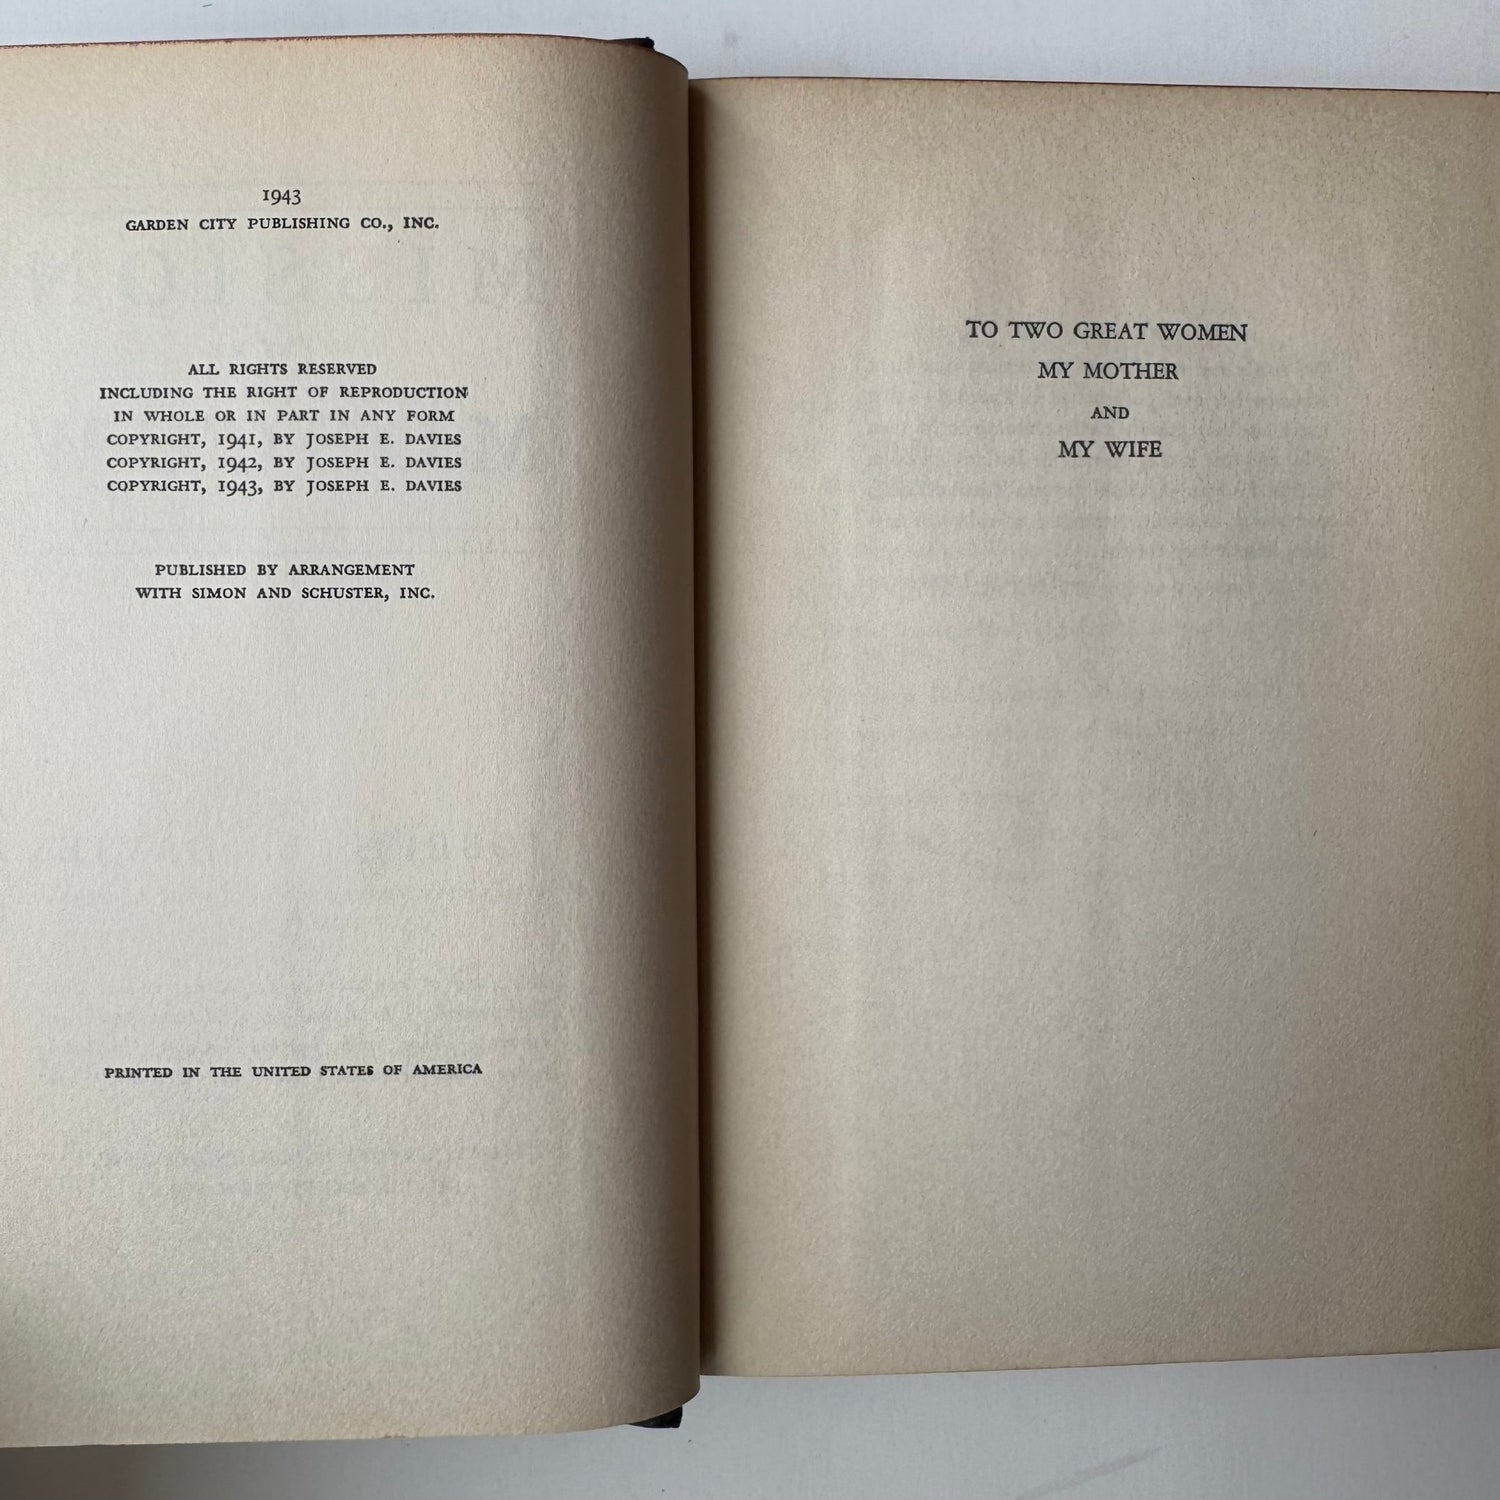 1943
GARDEN CITY PUBLISHING CO., INC.
ALL RIGHTS RESERVED
INCLUDING THE RIGHT OF REPRODUCTION
IN WHOLE OR IN PART IN ANY FORM
COPYRIGHT, 1941, BY JOSEPH E. DAVIES
COPYRIGHT, 1942, BY JOSEPH E. DAVIES
COPYRIGHT, 1943, BY JOSEPH E. DAVIES
PUBLISHED BY ARRANGEMENT
WITH SIMON AND SCHUSTER, INC.
PRINTED IN THE UNITED STATES OF AMERICA
TO TWO GREAT WOMEN
MY MOTHER
AND
MY WIFE